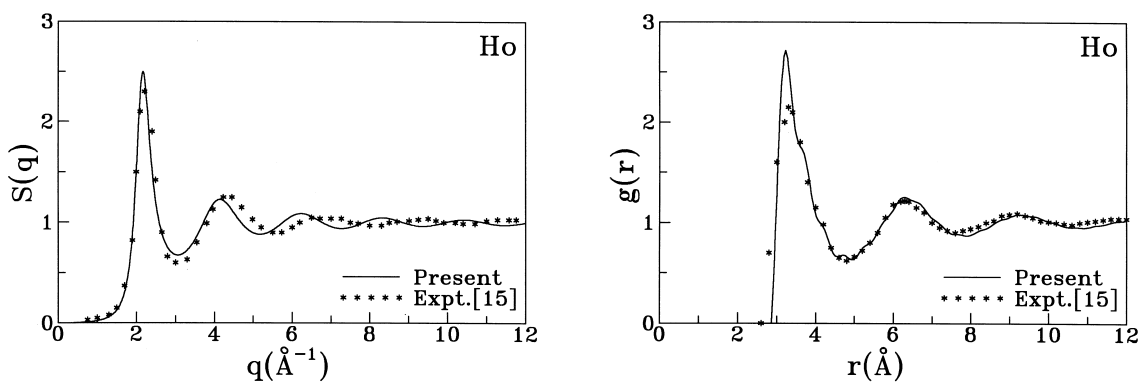 3
Ho
2
S(q)
1
Present
Expt.[15]
0
0 2 4 6 8 10 12
q(Å⁻¹)
3
Ho
2
g(r)
1
Present
Expt.[15]
0
0 2 4 6 8 10 12
r(Å)